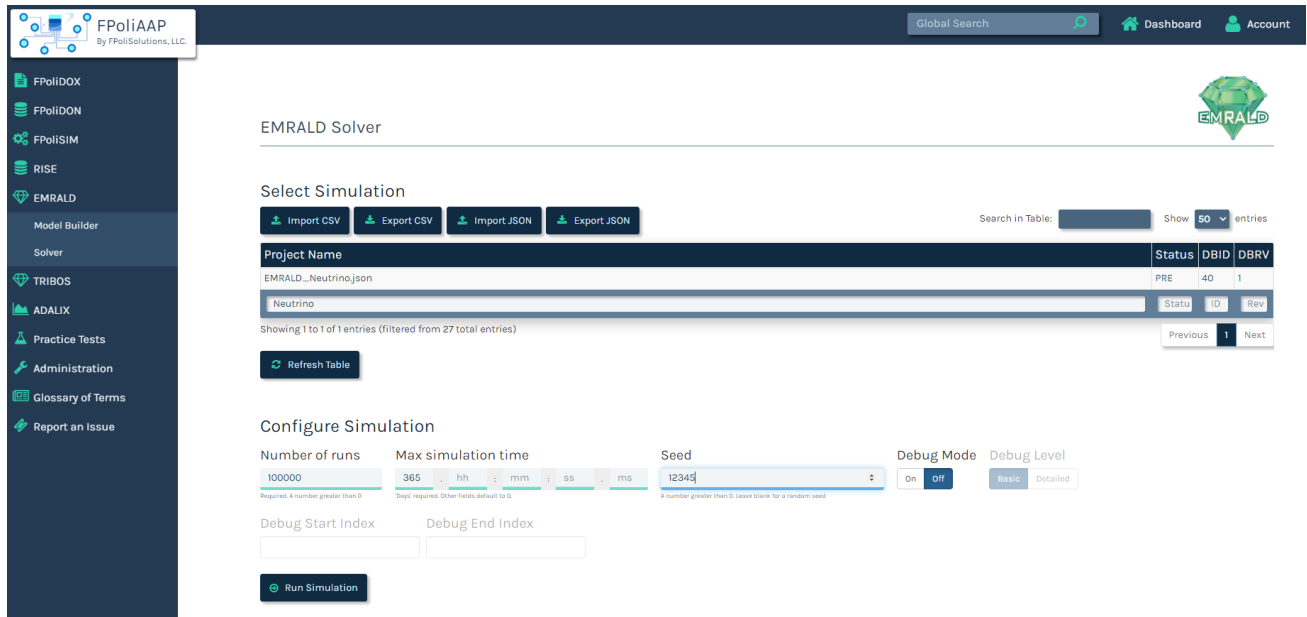 FPoliAAP
By FPoliSolutions, LLC.
Global Search
Dashboard
Account
FPoliDOX
FPoliDON
FPoliSIM
RISE
EMRALD
Model Builder
Solver
TRIBOS
ADALIX
Practice Tests
Administration
Glossary of Terms
Report an Issue
EMRALD Solver
EMRALD
Select Simulation
Import CSV Export CSV Import JSON Export JSON Search in Table: Show 50 entries
Project Name Status DBID DBRV
EMRALD_Neutrino.json PRE 40 1
Neutrino Statu ID Rev
Showing 1 to 1 of 1 entries (filtered from 27 total entries) Previous 1 Next
Refresh Table
Configure Simulation
Number of runs Max simulation time Seed Debug Mode Debug Level
100000 365 . hh : mm : ss . ms 12345 On Off Basic Detailed
Required. A number greater than 0 'Days' required. Other fields default to 0. A number greater than 0. Leave blank for a random seed
Debug Start Index Debug End Index
Run Simulation